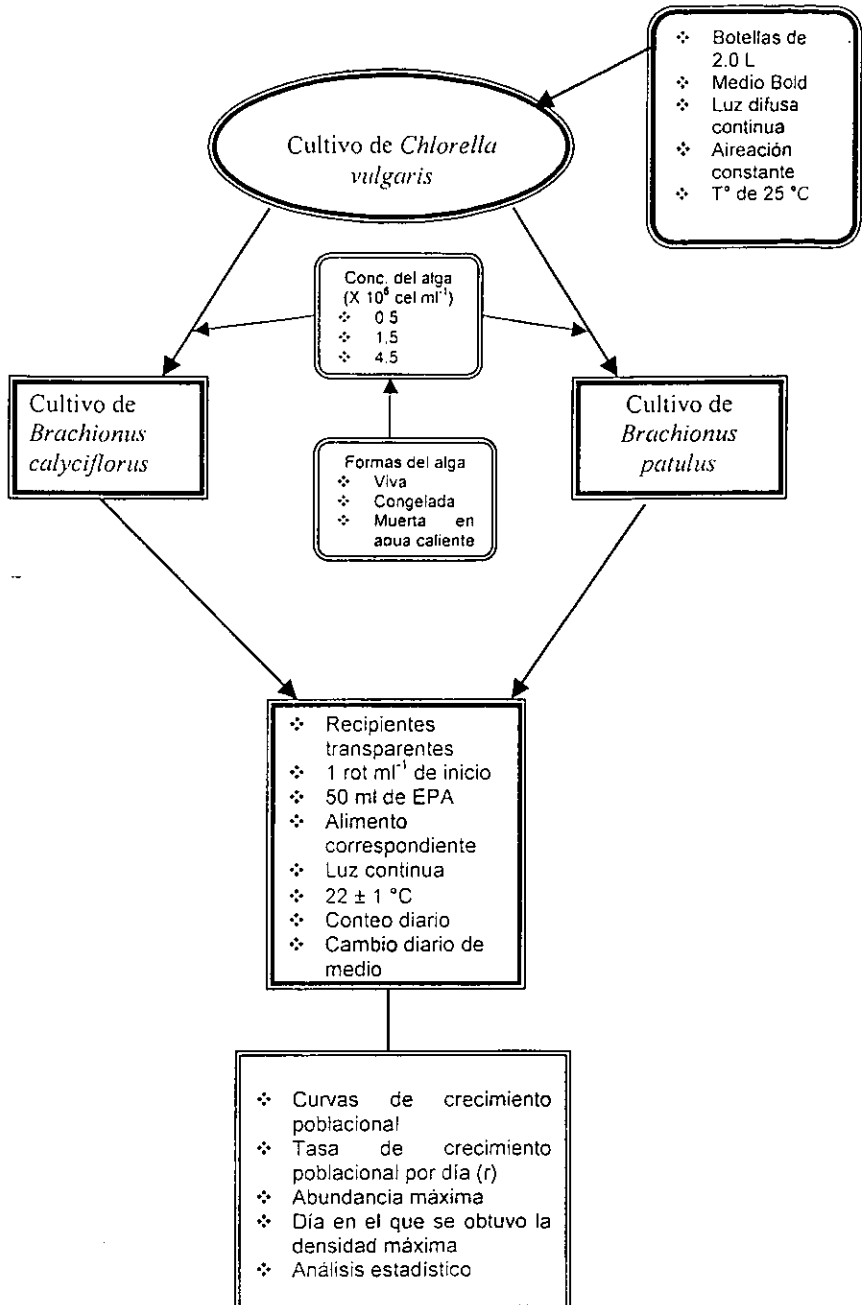 ❖ Botellas de
2.0 L
❖ Medio Bold
❖ Luz difusa
continua
❖ Aireación
constante
❖ T° de 25 °C
Cultivo de Chlorella
vulgaris
Conc. del alga
(X 10⁶ cel ml⁻¹)
❖ 0.5
❖ 1.5
❖ 4.5
Cultivo de
Brachionus
calyciflorus
Cultivo de
Brachionus
patulus
Formas del alga
❖ Viva
❖ Congelada
❖ Muerta en
agua caliente
❖ Recipientes
transparentes
❖ 1 rot ml⁻¹ de inicio
❖ 50 ml de EPA
❖ Alimento
correspondiente
❖ Luz continua
❖ 22 ± 1 °C
❖ Conteo diario
❖ Cambio diario de
medio
❖ Curvas de crecimiento
poblacional
❖ Tasa de crecimiento
poblacional por día (r)
❖ Abundancia máxima
❖ Día en el que se obtuvo la
densidad máxima
❖ Análisis estadístico